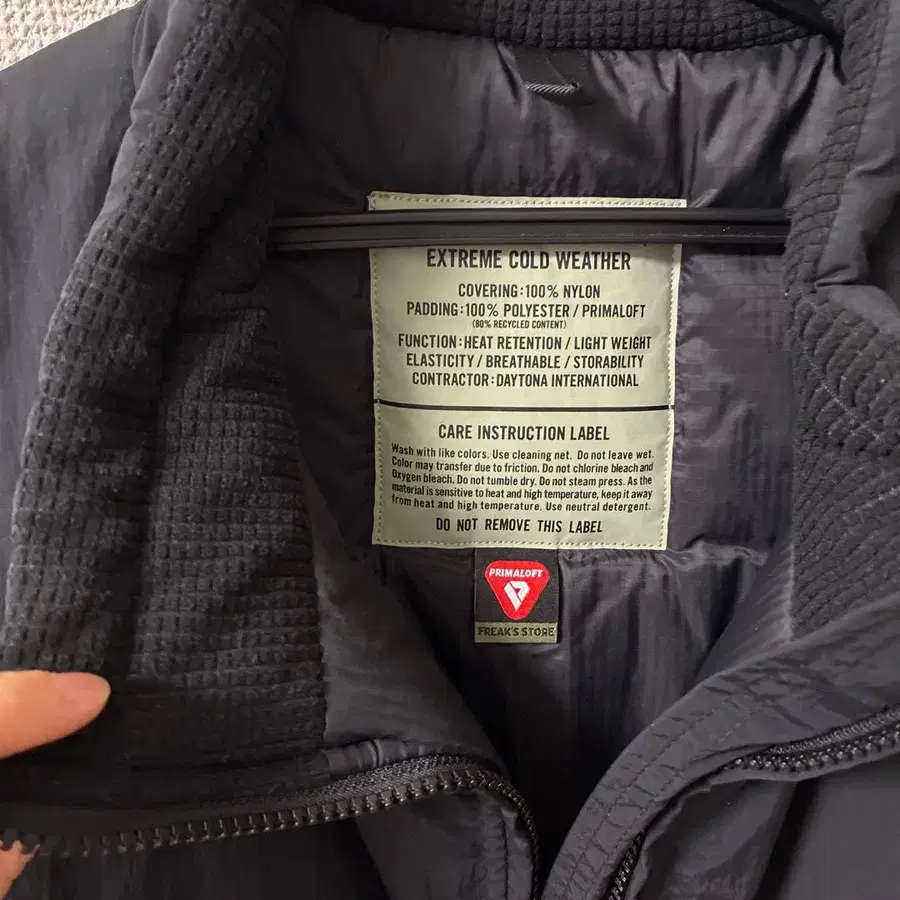 EXTREME COLD WEATHER
COVERING:100% NYLON
PADDING:100% POLYESTER / PRIMALOFT
(80% RECYCLED CONTENT)
FUNCTION:HEAT RETENTION / LIGHT WEIGHT
ELASTICITY / BREATHABLE / STORABILITY
CONTRACTOR:DAYTONA INTERNATIONAL
CARE INSTRUCTION LABEL
Wash with like colors. Use cleaning net. Do not leave wet.
Color may transfer due to friction. Do not chlorine bleach and
Oxygen bleach. Do not tumble dry. Do not steam press. As the
material is sensitive to heat and high temperature, keep it away
from heat and high temperature. Use neutral detergent.
DO NOT REMOVE THIS LABEL
PRIMALOFT
FREAK'S STORE